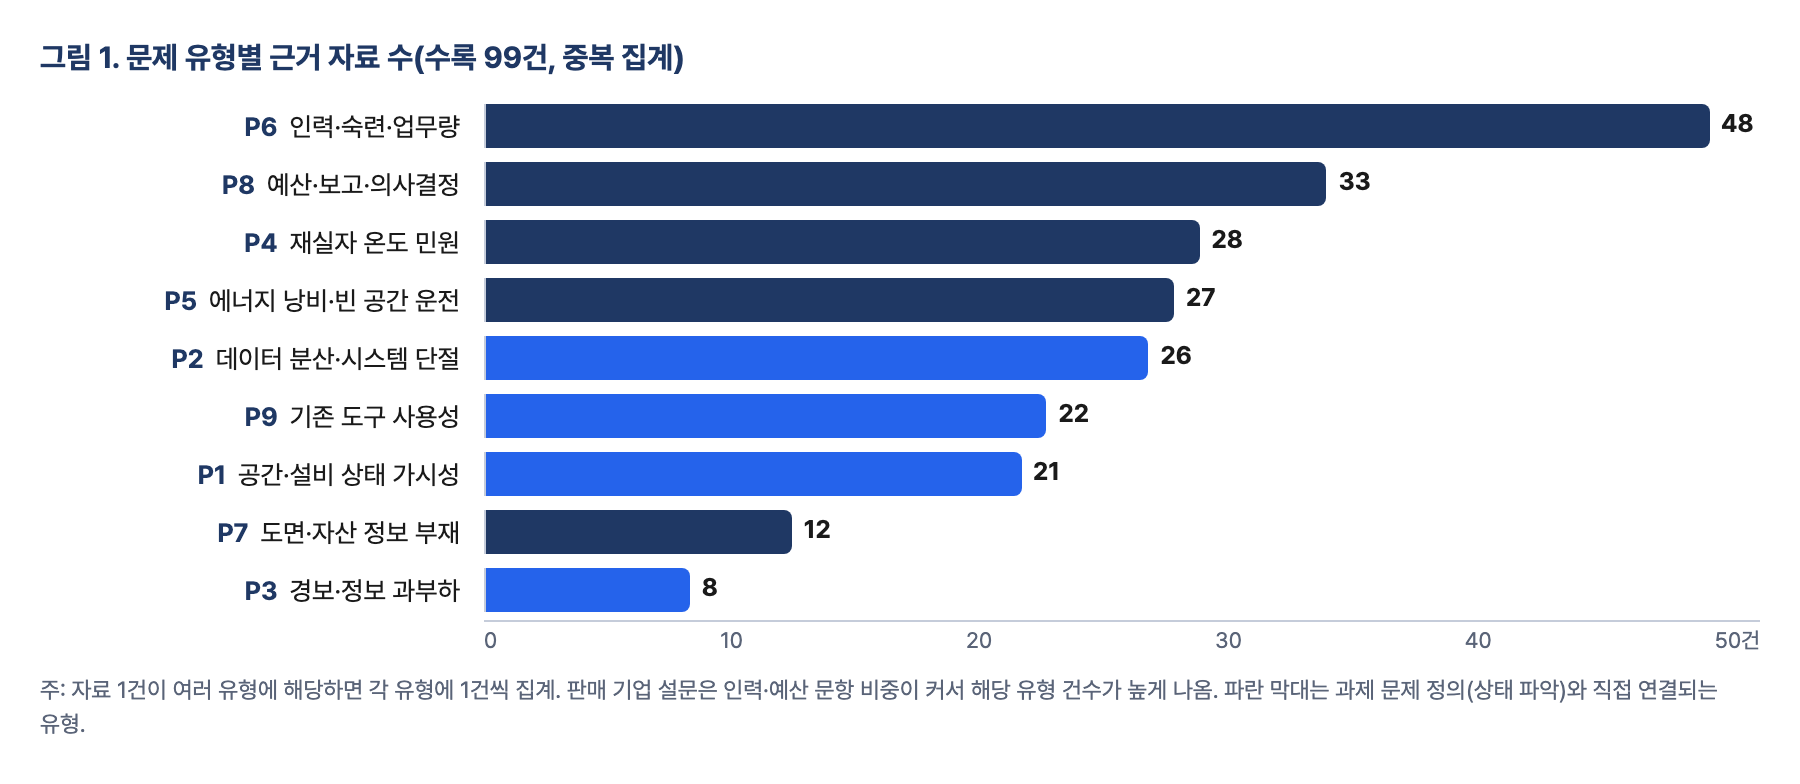 그림 1. 문제 유형별 근거 자료 수(수록 99건, 중복 집계)
P6 인력·숙련·업무량 48
P8 예산·보고·의사결정 33
P4 재실자 온도 민원 28
P5 에너지 낭비·빈 공간 운전 27
P2 데이터 분산·시스템 단절 26
P9 기존 도구 사용성 22
P1 공간·설비 상태 가시성 21
P7 도면·자산 정보 부재 12
P3 경보·정보 과부하 8
0 10 20 30 40 50건
주: 자료 1건이 여러 유형에 해당하면 각 유형에 1건씩 집계. 판매 기업 설문은 인력·예산 문항 비중이 커서 해당 유형 건수가 높게 나옴. 파란 막대는 과제 문제 정의(상태 파악)와 직접 연결되는
유형.